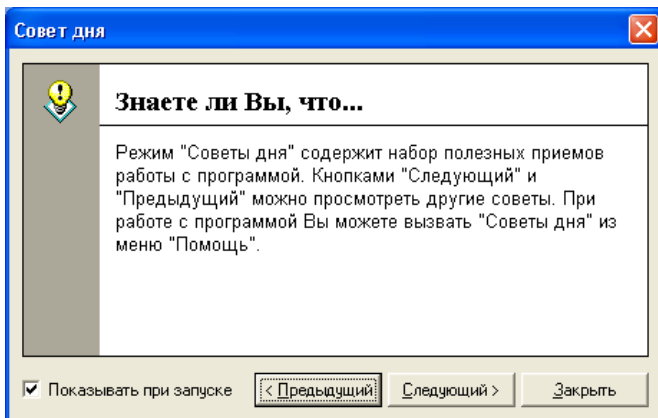 Совет дня
Знаете ли Вы, что...
Режим "Советы дня" содержит набор полезных приемов
работы с программой. Кнопками "Следующий" и
"Предыдущий" можно просмотреть другие советы. При
работе с программой Вы можете вызвать "Советы дня" из
меню "Помощь".
Показывать при запуске < Предыдущий Следующий > Закрыть